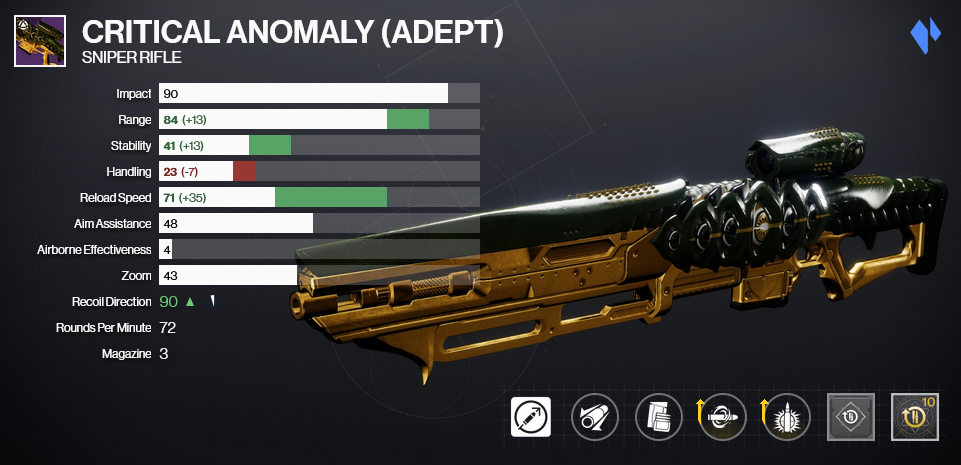 CRITICAL ANOMALY (ADEPT)
SNIPER RIFLE
Impact 90
Range 84 (+13)
Stability 41 (+13)
Handling 23 (-7)
Reload Speed 71 (+35)
Aim Assistance 48
Airborne Effectiveness 4
Zoom 43
Recoil Direction 90 ▲
Rounds Per Minute 72
Magazine 3
10